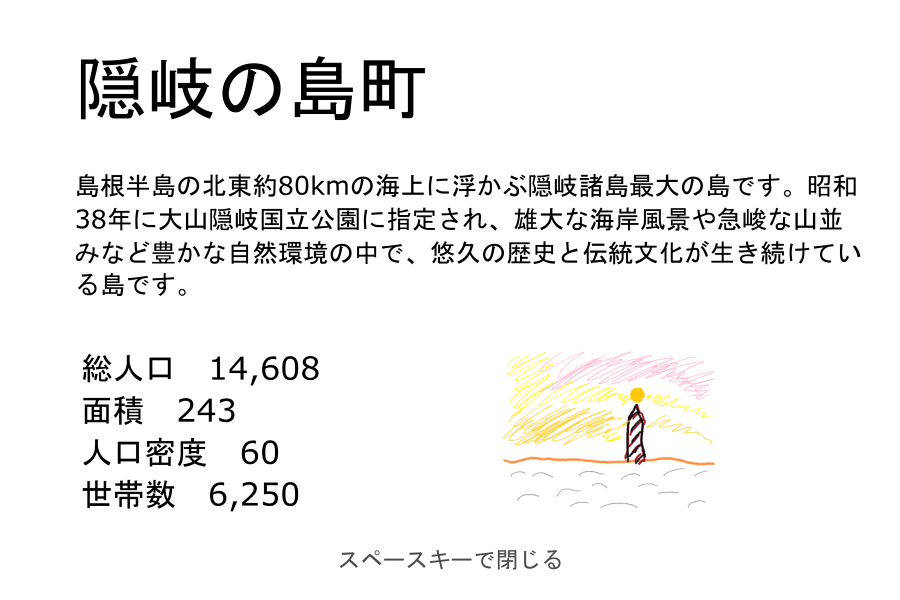 隠岐の島町
島根半島の北東約80kmの海上に浮かぶ隠岐諸島最大の島です。昭和
38年に大山隠岐国立公園に指定され、雄大な海岸風景や急峻な山並
みなど豊かな自然環境の中で、悠久の歴史と伝統文化が生き続けてい
る島です。
総人口　14,608
面積　243
人口密度　60
世帯数　6,250
スペースキーで閉じる